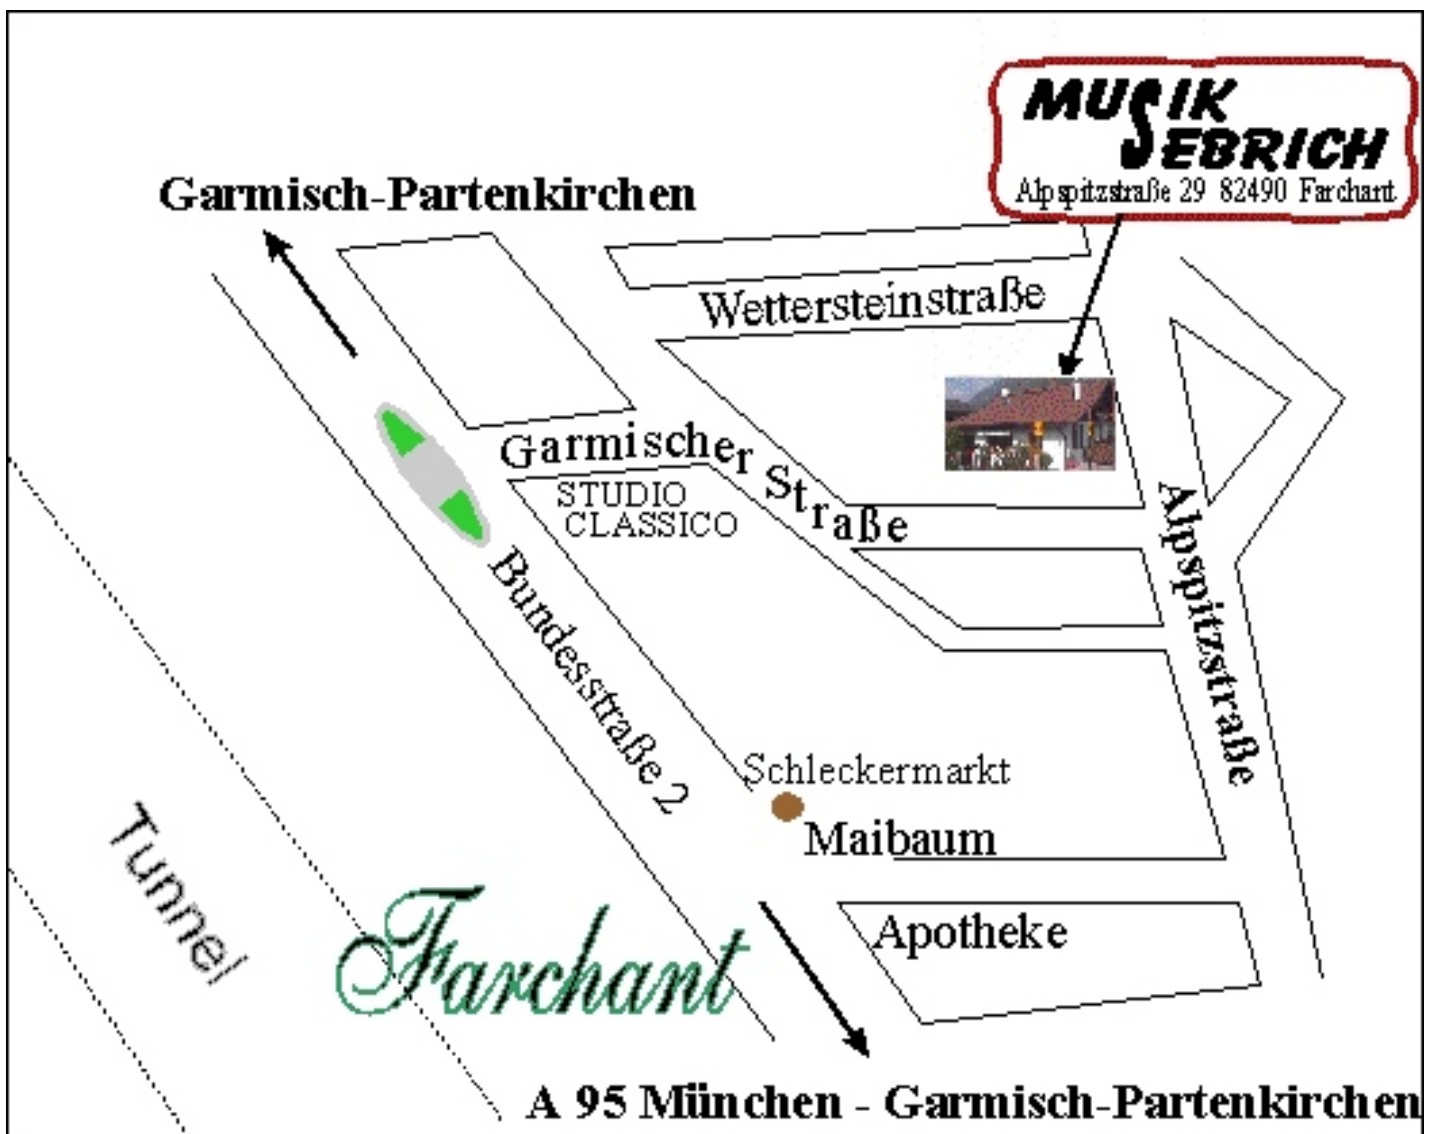 MUSIK
SEBRICH
Alpspitzstraße 29 82490 Farchant
Garmisch-Partenkirchen
Wettersteinstraße
Garmischer Straße
STUDIO
CLASSICO
Alpspitzstraße
Bundesstraße 2
Schleckermarkt
Maibaum
Tunnel
Farchant
Apotheke
A 95 München - Garmisch-Partenkirchen